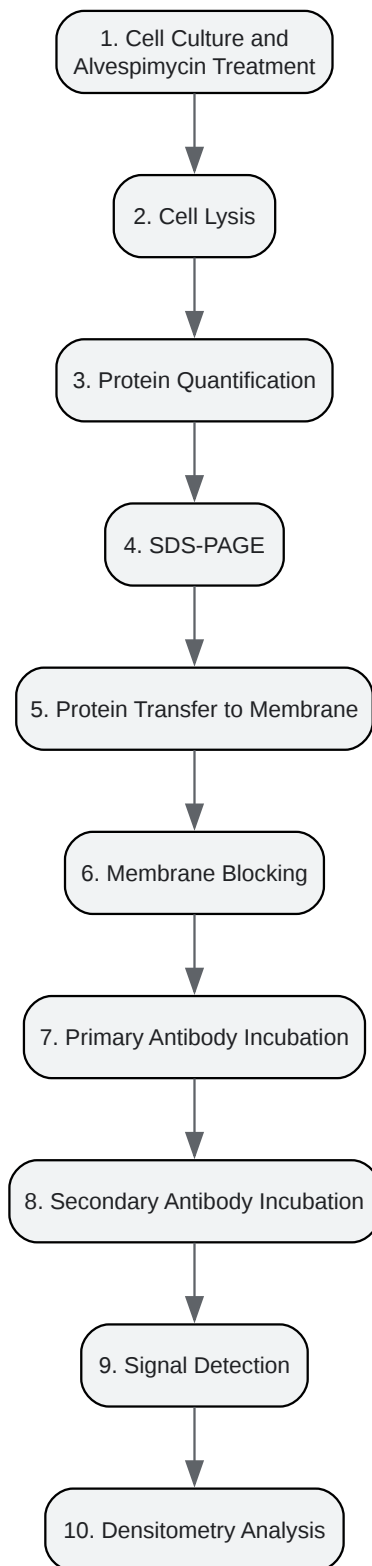 1. Cell Culture and
Alvespimycin Treatment
2. Cell Lysis
3. Protein Quantification
4. SDS-PAGE
5. Protein Transfer to Membrane
6. Membrane Blocking
7. Primary Antibody Incubation
8. Secondary Antibody Incubation
9. Signal Detection
10. Densitometry Analysis